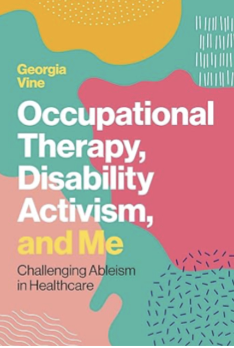 Georgia
Vine
Occupational
Therapy,
Disability
Activism,
and Me
Challenging Ableism
in Healthcare